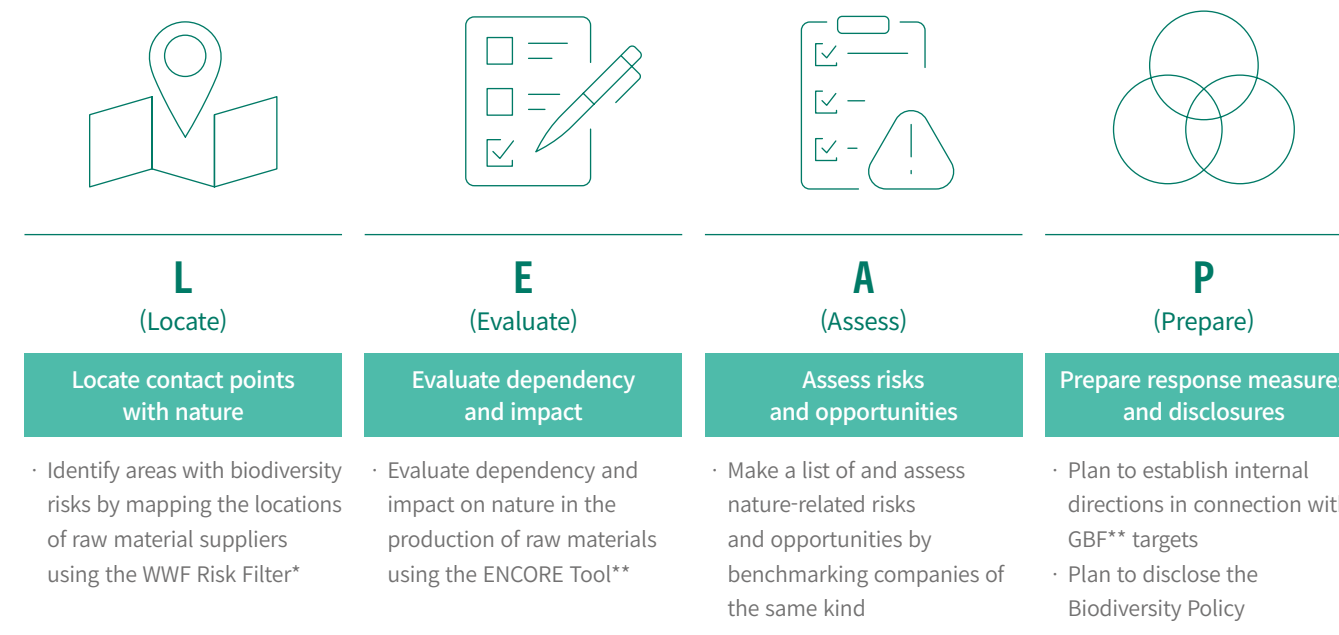 L
(Locate)
Locate contact points
with nature
· Identify areas with biodiversity
risks by mapping the locations
of raw material suppliers
using the WWF Risk Filter*
E
(Evaluate)
Evaluate dependency
and impact
· Evaluate dependency and
impact on nature in the
production of raw materials
using the ENCORE Tool**
A
(Assess)
Assess risks
and opportunities
· Make a list of and assess
nature-related risks
and opportunities by
benchmarking companies of
the same kind
P
(Prepare)
Prepare response measures
and disclosures
· Plan to establish internal
directions in connection with
GBF** targets
· Plan to disclose the
Biodiversity Policy